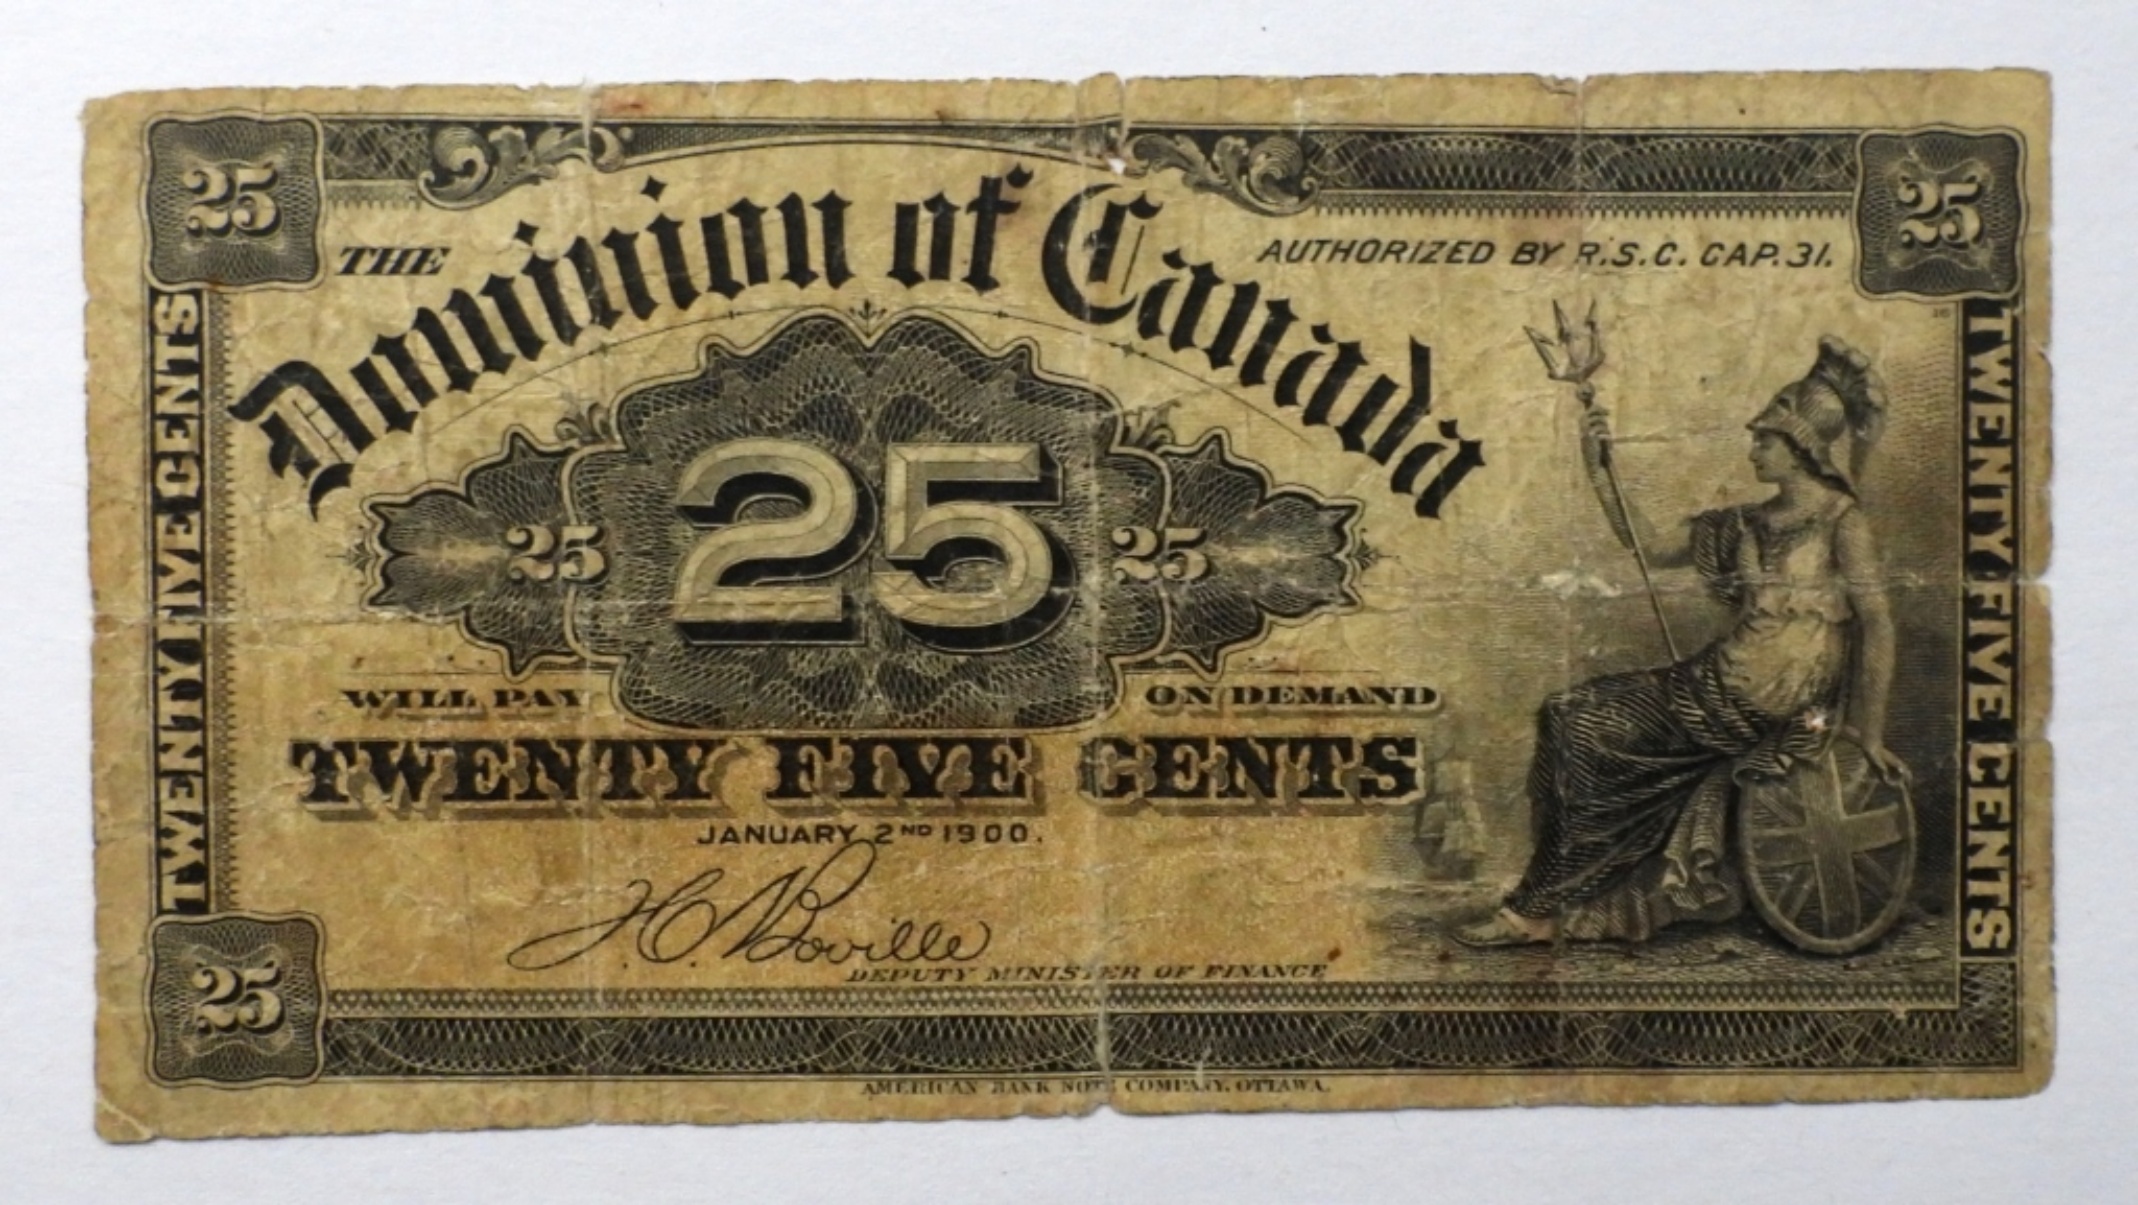 25 25
THE
Dominion of Canada
AUTHORIZED BY R.S.C. CAP.31.
TWENTY FIVE CENTS
TWENTY FIVE CENTS
25 25 25
WILL PAY ON DEMAND
TWENTY FIVE CENTS
JANUARY 2ND 1900.
J.C. Boville
DEPUTY MINISTER OF FINANCE
25
AMERICAN BANK NOTE COMPANY, OTTAWA.